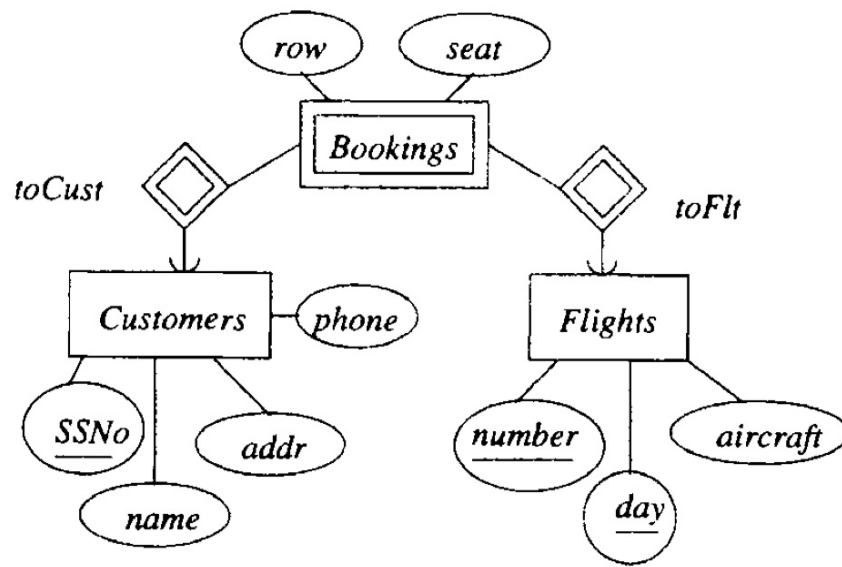 row
seat
Bookings
toCust
toFlt
Customers
phone
Flights
SSNo
addr
number
aircraft
name
day